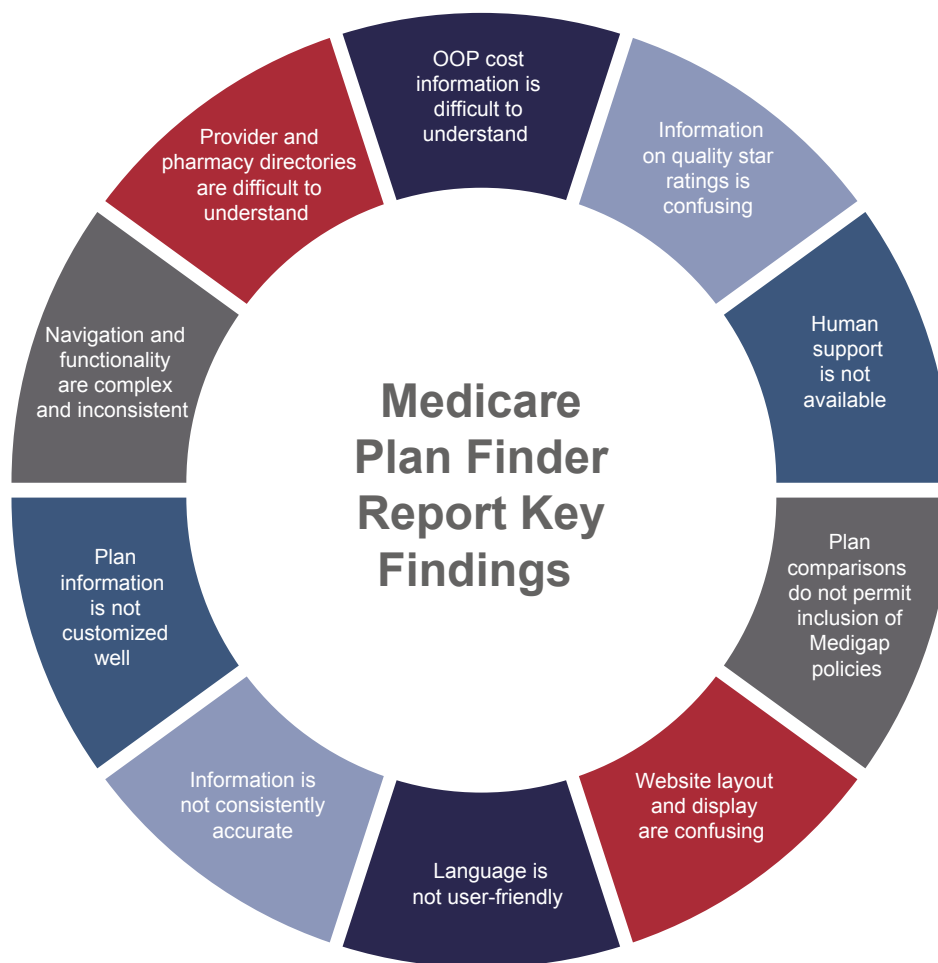 OOP cost
information is
difficult to
understand
Information
on quality star
ratings is
confusing
Human
support
is not
available
Plan
comparisons
do not permit
inclusion of
Medigap
policies
Website layout
and display
are confusing
Language is
not user-friendly
Information is
not consistently
accurate
Plan
information
is not
customized
well
Navigation and
functionality
are complex
and inconsistent
Provider and
pharmacy directories
are difficult to
understand
Medicare
Plan Finder
Report Key
Findings